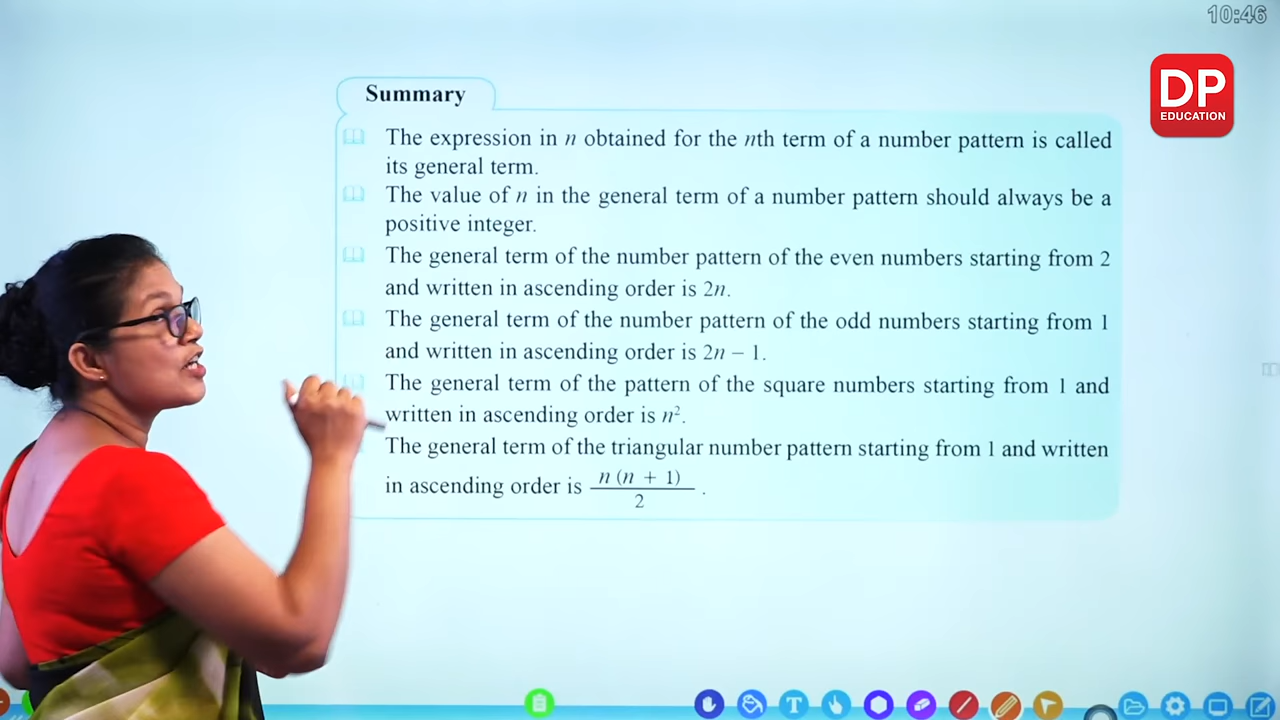 10:46
DP
EDUCATION
Summary
The expression in n obtained for the nth term of a number pattern is called
its general term.
The value of n in the general term of a number pattern should always be a
positive integer.
The general term of the number pattern of the even numbers starting from 2
and written in ascending order is 2n.
The general term of the number pattern of the odd numbers starting from 1
and written in ascending order is 2n − 1.
The general term of the pattern of the square numbers starting from 1 and
written in ascending order is n².
The general term of the triangular number pattern starting from 1 and written
in ascending order is n (n + 1) / 2 .
T